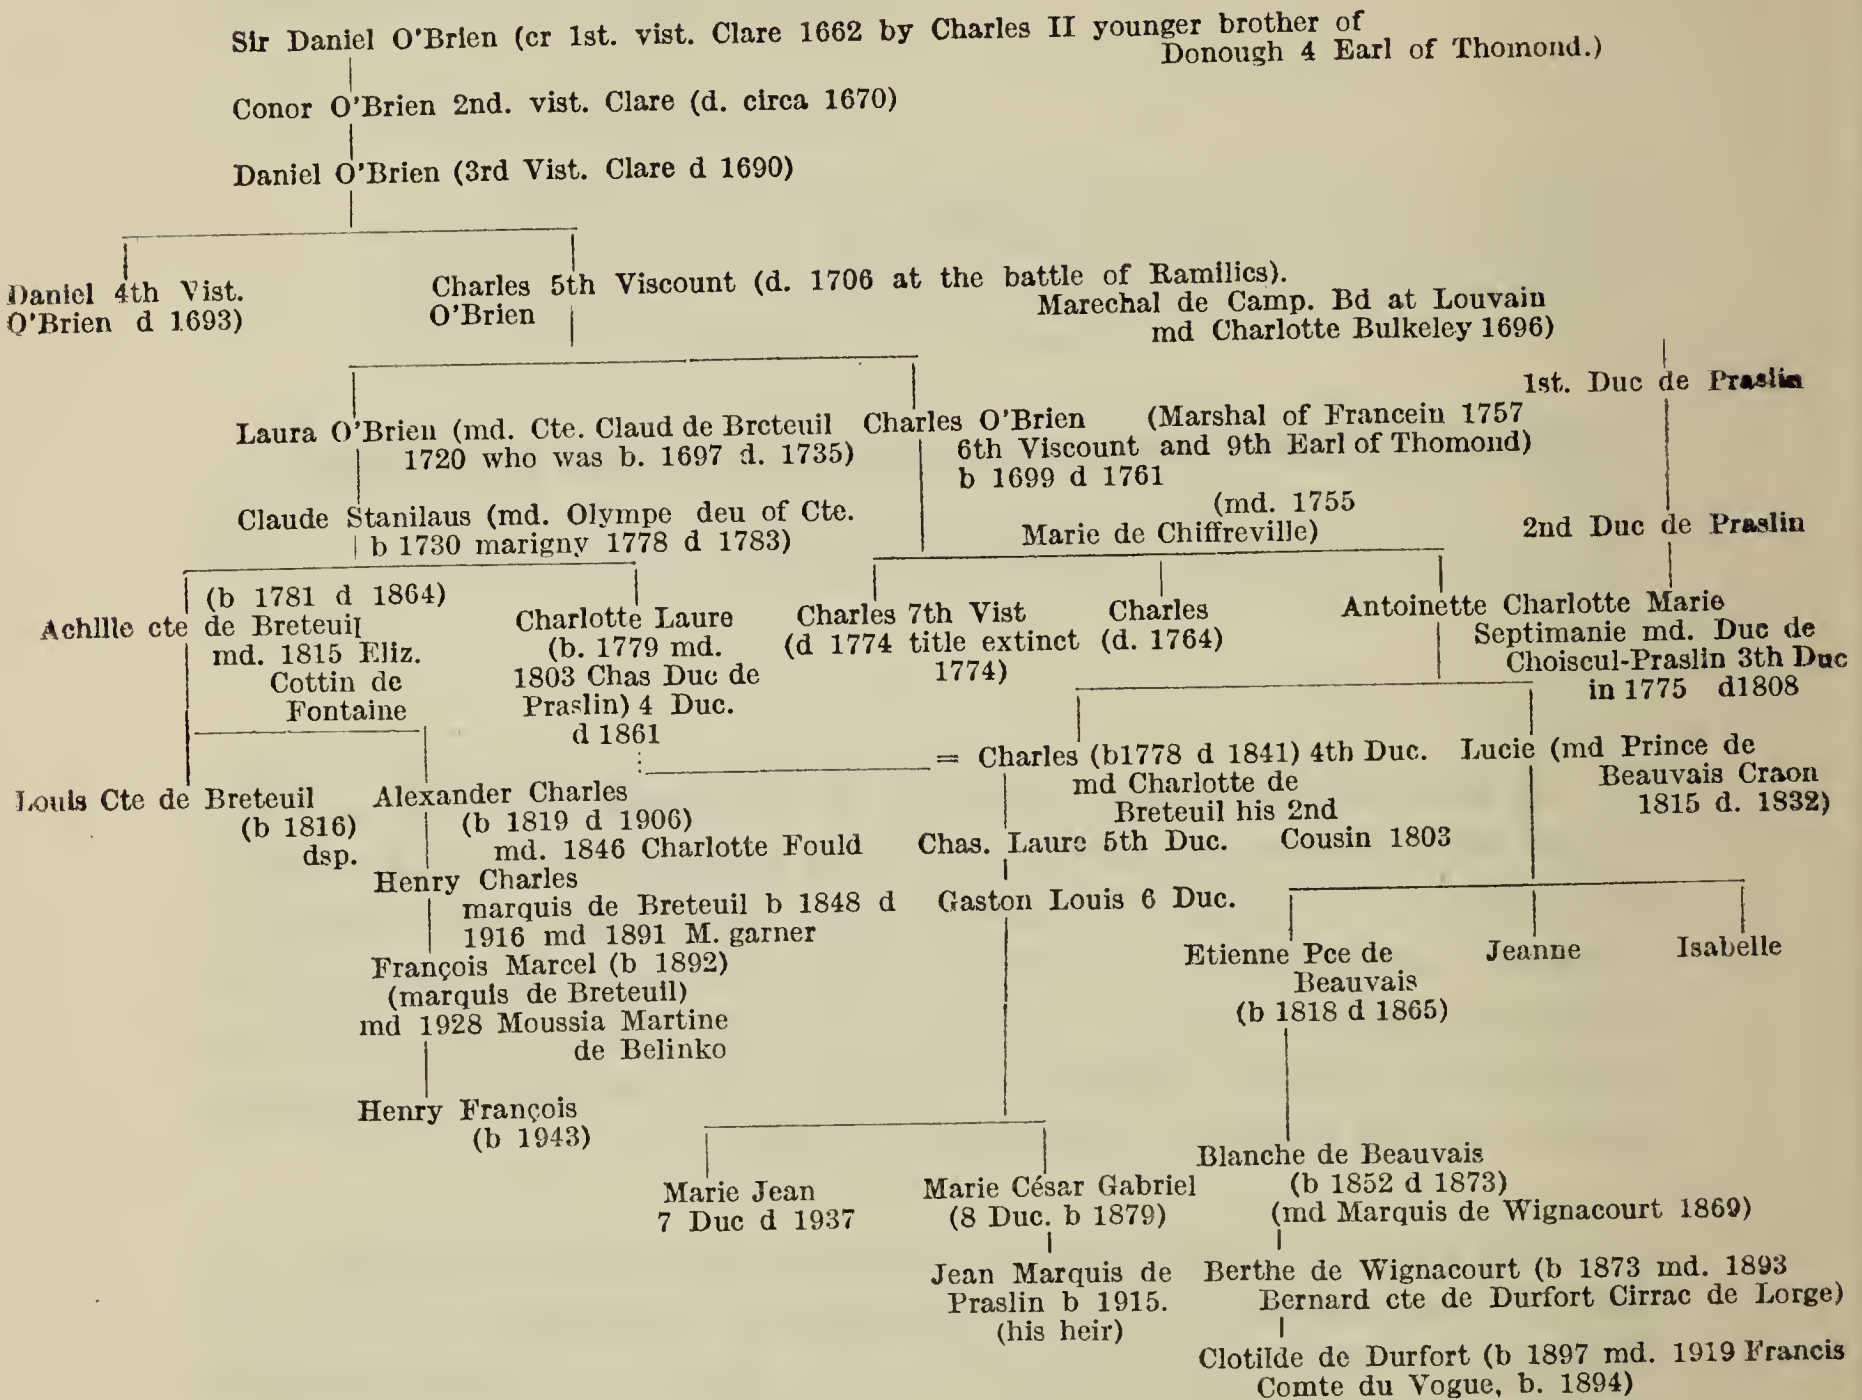 Sir Daniel O'Brien (cr 1st. vist. Clare 1662 by Charles II younger brother of
Donough 4 Earl of Thomond.)
Conor O'Brien 2nd. vist. Clare (d. circa 1670)
Daniel O'Brien (3rd Vist. Clare d 1690)
Daniel 4th Vist.
O'Brien d 1693)
Charles 5th Viscount (d. 1706 at the battle of Ramilics).
O'Brien
Marechal de Camp. Bd at Louvain
md Charlotte Bulkeley 1696)
1st. Duc de Praslin
Laura O'Brien (md. Cte. Claud de Breteuil
1720 who was b. 1697 d. 1735)
Charles O'Brien (Marshal of Francein 1757
6th Viscount and 9th Earl of Thomond)
b 1699 d 1761
(md. 1755
Marie de Chiffreville)
2nd Duc de Praslin
Claude Stanilaus (md. Olympe deu of Cte.
b 1730 marigny 1778 d 1783)
(b 1781 d 1864)
Achille cte de Breteuil
md. 1815 Eliz.
Cottin de
Fontaine
Charlotte Laure
(b. 1779 md.
1803 Chas Duc de
Praslin) 4 Duc.
d 1861
Charles 7th Vist
(d 1774 title extinct
1774)
Charles
(d. 1764)
Antoinette Charlotte Marie
Septimanie md. Duc de
Choiscul-Praslin 3th Duc
in 1775 d1808
= Charles (b1778 d 1841) 4th Duc.
md Charlotte de
Breteuil his 2nd
Cousin 1803
Lucie (md Prince de
Beauvais Craon
1815 d. 1832)
Louis Cte de Breteuil
(b 1816)
dsp.
Alexander Charles
(b 1819 d 1906)
md. 1846 Charlotte Fould
Chas. Laure 5th Duc.
Henry Charles
marquis de Breteuil b 1848 d
1916 md 1891 M. garner
Gaston Louis 6 Duc.
Etienne Pce de
Beauvais
(b 1818 d 1865)
Jeanne
Isabelle
François Marcel (b 1892)
(marquis de Breteuil)
md 1928 Moussia Martine
de Belinko
Henry François
(b 1943)
Marie Jean
7 Duc d 1937
Marie César Gabriel
(8 Duc. b 1879)
Jean Marquis de
Praslin b 1915.
(his heir)
Blanche de Beauvais
(b 1852 d 1873)
(md Marquis de Wignacourt 1869)
Berthe de Wignacourt (b 1873 md. 1893
Bernard cte de Durfort Cirrac de Lorge)
Clotilde de Durfort (b 1897 md. 1919 Francis
Comte du Vogue, b. 1894)